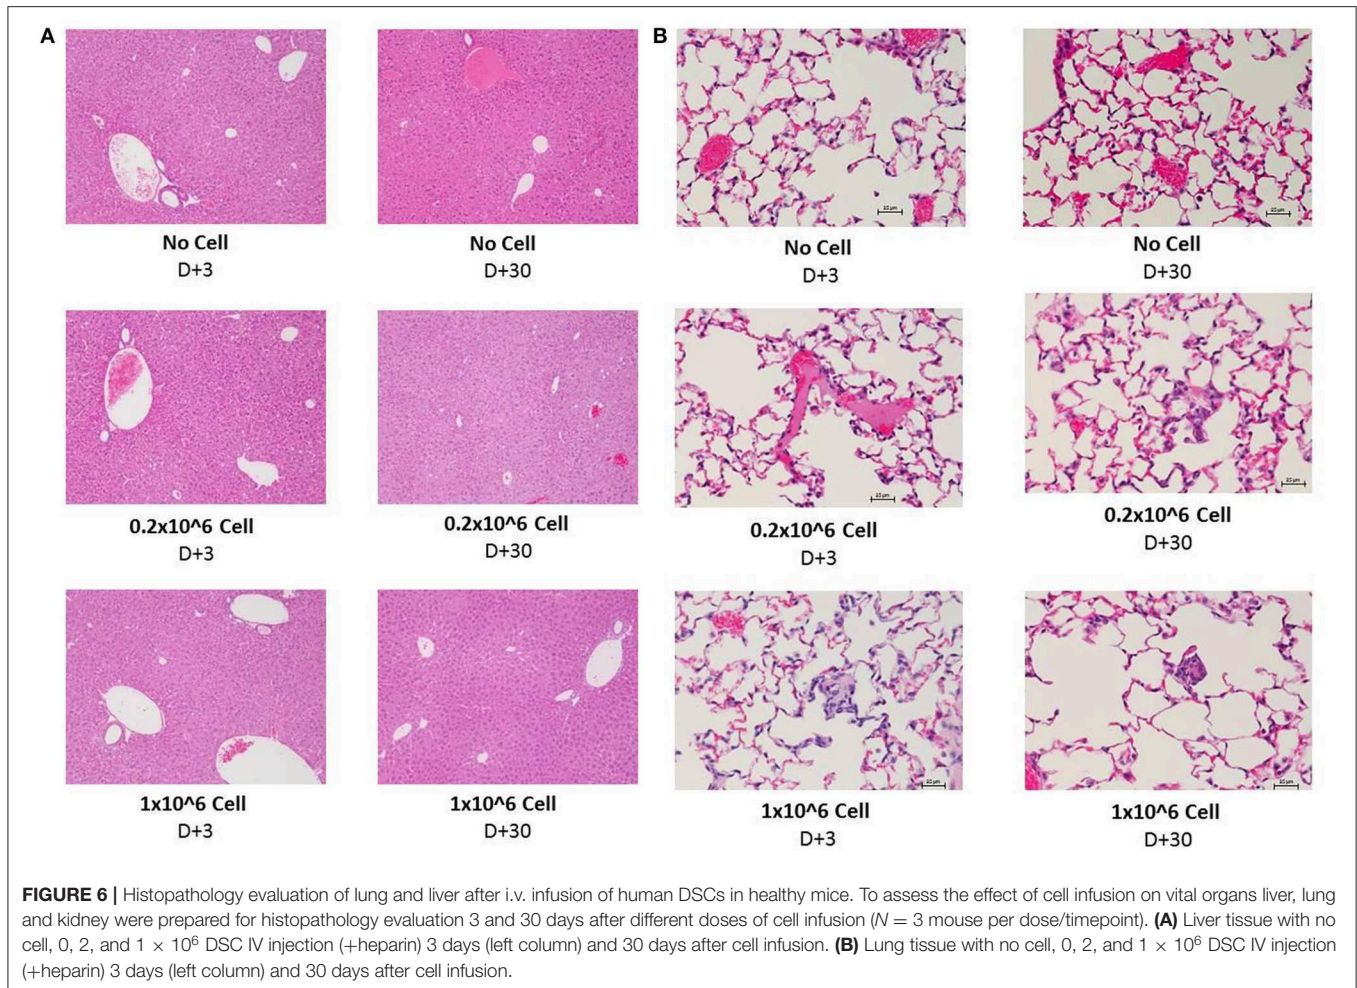 A
B
No Cell
D+3
No Cell
D+30
No Cell
D+3
No Cell
D+30
0.2x10^6 Cell
D+3
0.2x10^6 Cell
D+30
0.2x10^6 Cell
D+3
0.2x10^6 Cell
D+30
1x10^6 Cell
D+3
1x10^6 Cell
D+30
1x10^6 Cell
D+3
1x10^6 Cell
D+30
FIGURE 6 | Histopathology evaluation of lung and liver after i.v. infusion of human DSCs in healthy mice. To assess the effect of cell infusion on vital organs liver, lung
and kidney were prepared for histopathology evaluation 3 and 30 days after different doses of cell infusion (N = 3 mouse per dose/timepoint). (A) Liver tissue with no
cell, 0, 2, and 1 × 10⁶ DSC IV injection (+heparin) 3 days (left column) and 30 days after cell infusion. (B) Lung tissue with no cell, 0, 2, and 1 × 10⁶ DSC IV injection
(+heparin) 3 days (left column) and 30 days after cell infusion.